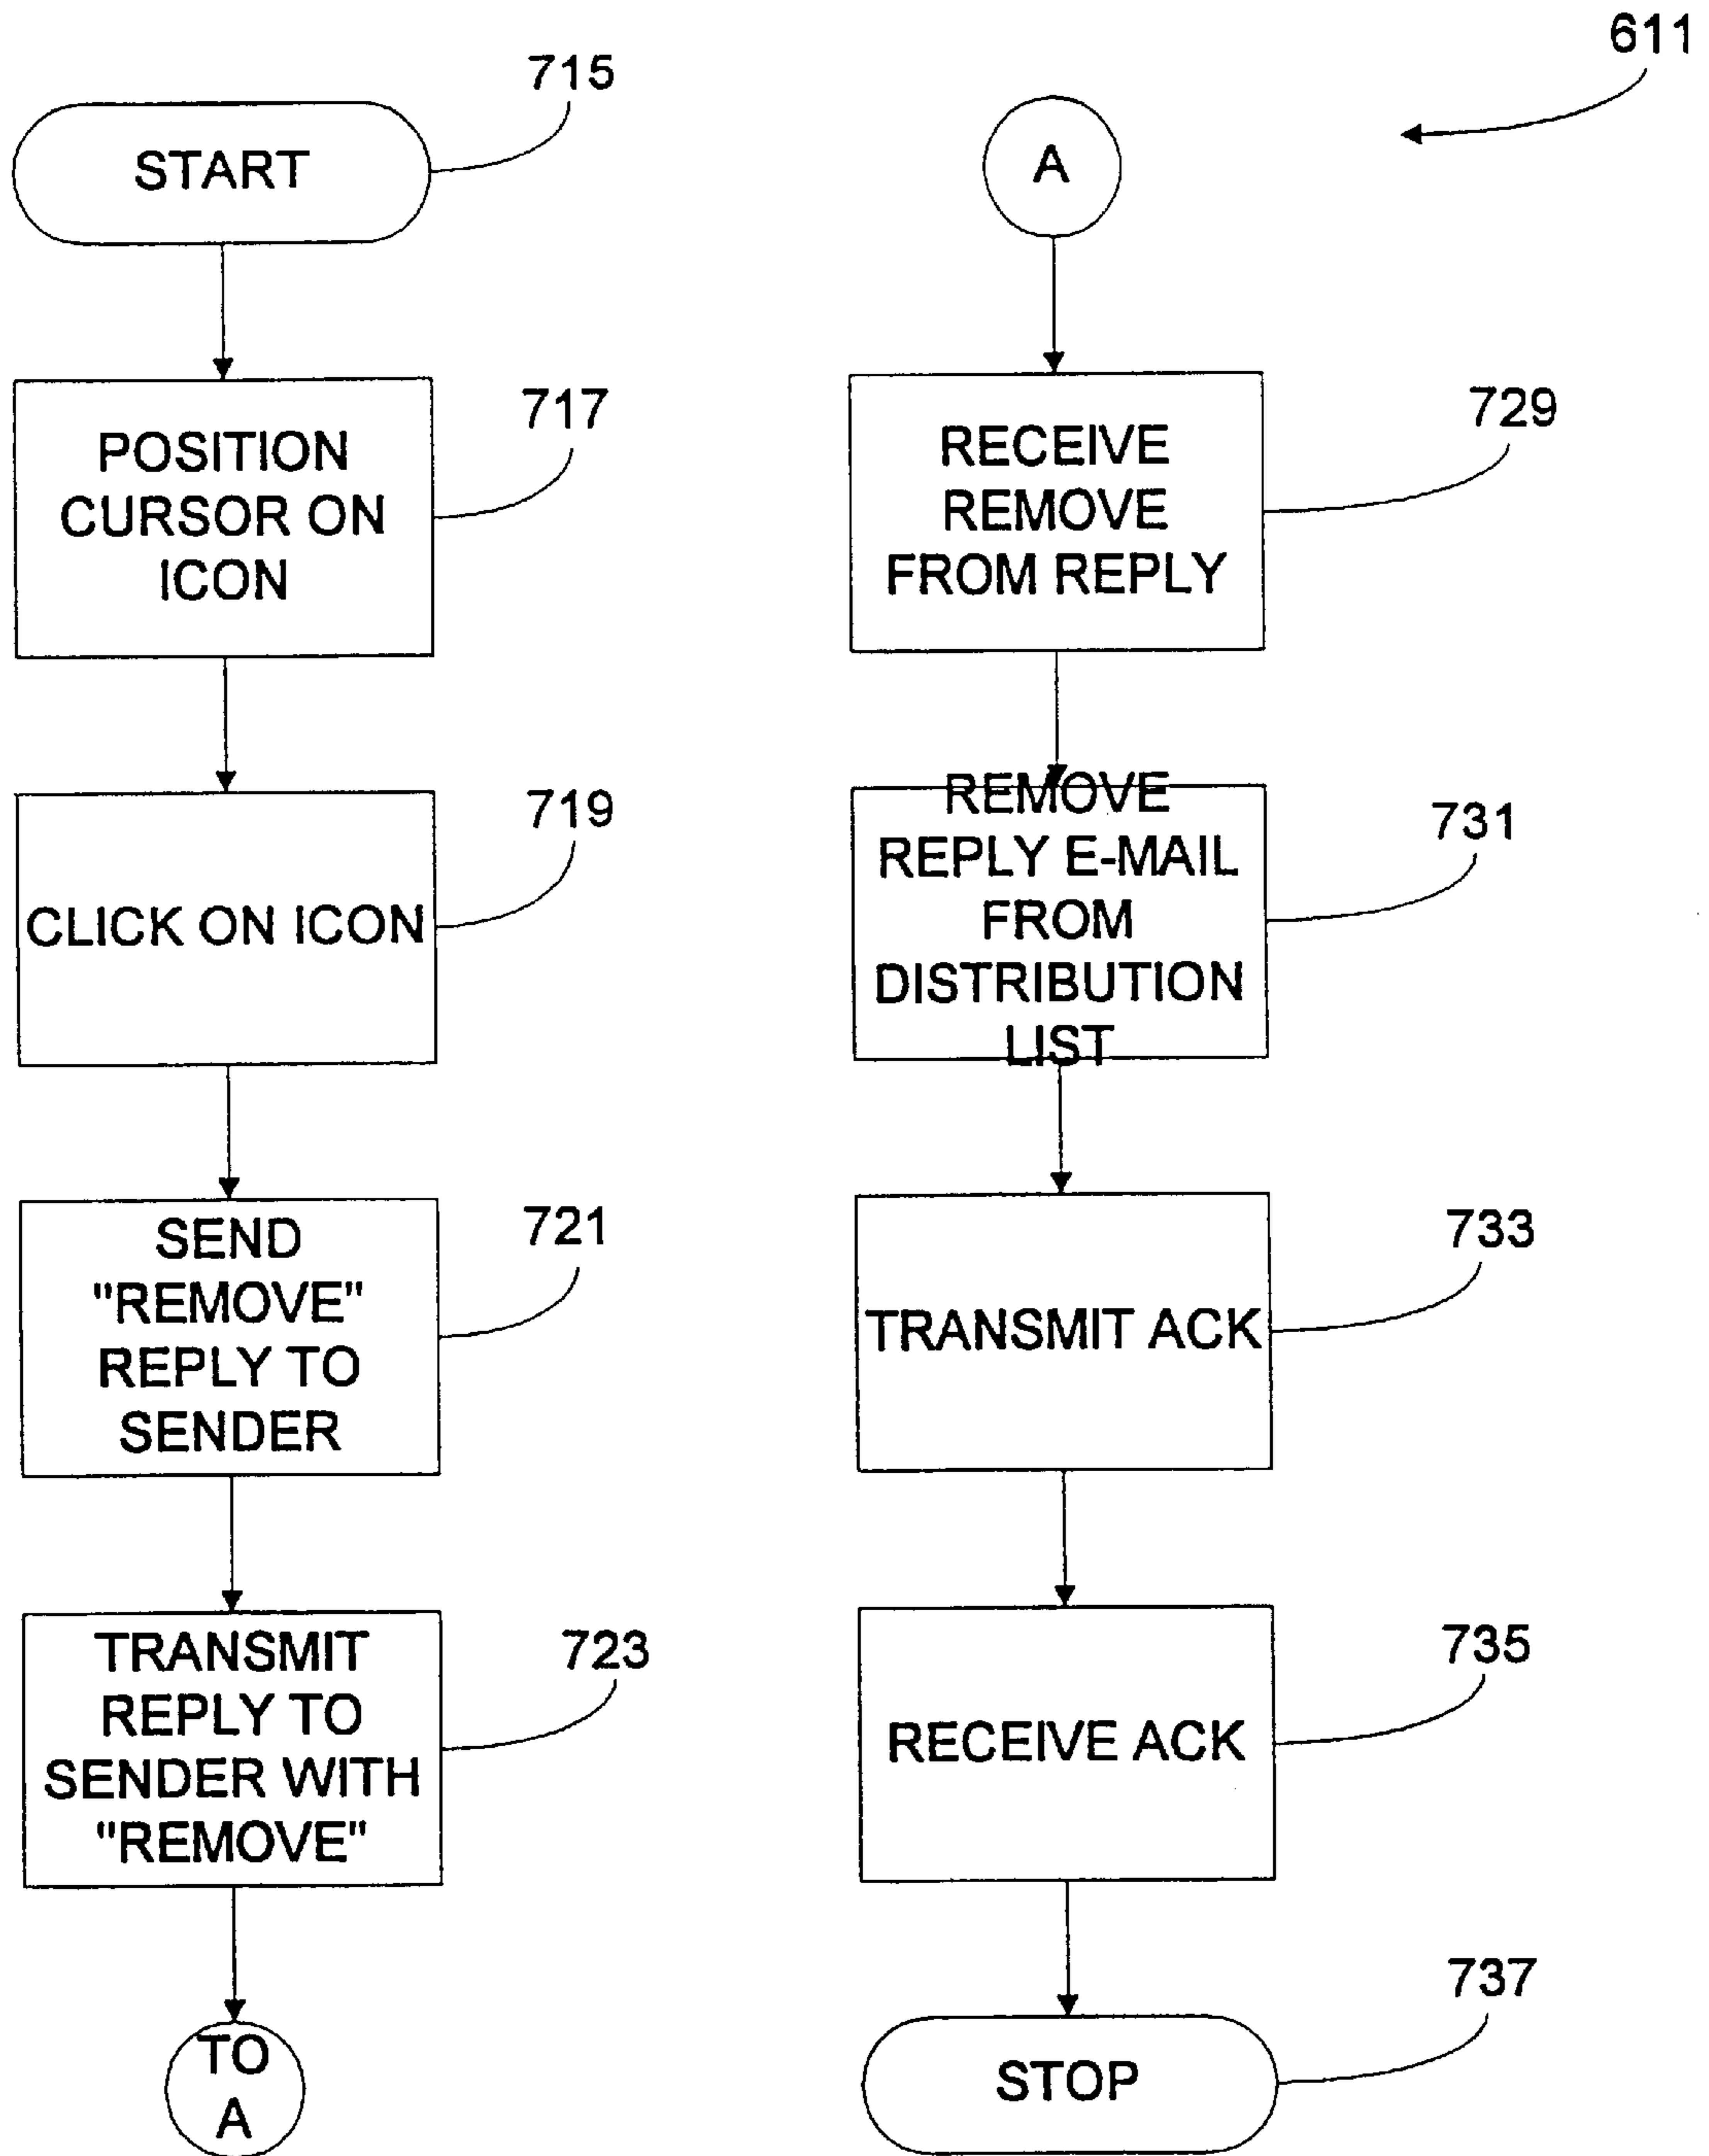 611
715
START
717
POSITION
CURSOR ON
ICON
719
CLICK ON ICON
721
SEND
"REMOVE"
REPLY TO
SENDER
723
TRANSMIT
REPLY TO
SENDER WITH
"REMOVE"
TO
A
A
729
RECEIVE
REMOVE
FROM REPLY
731
REMOVE
REPLY E-MAIL
FROM
DISTRIBUTION
LIST
733
TRANSMIT ACK
735
RECEIVE ACK
737
STOP